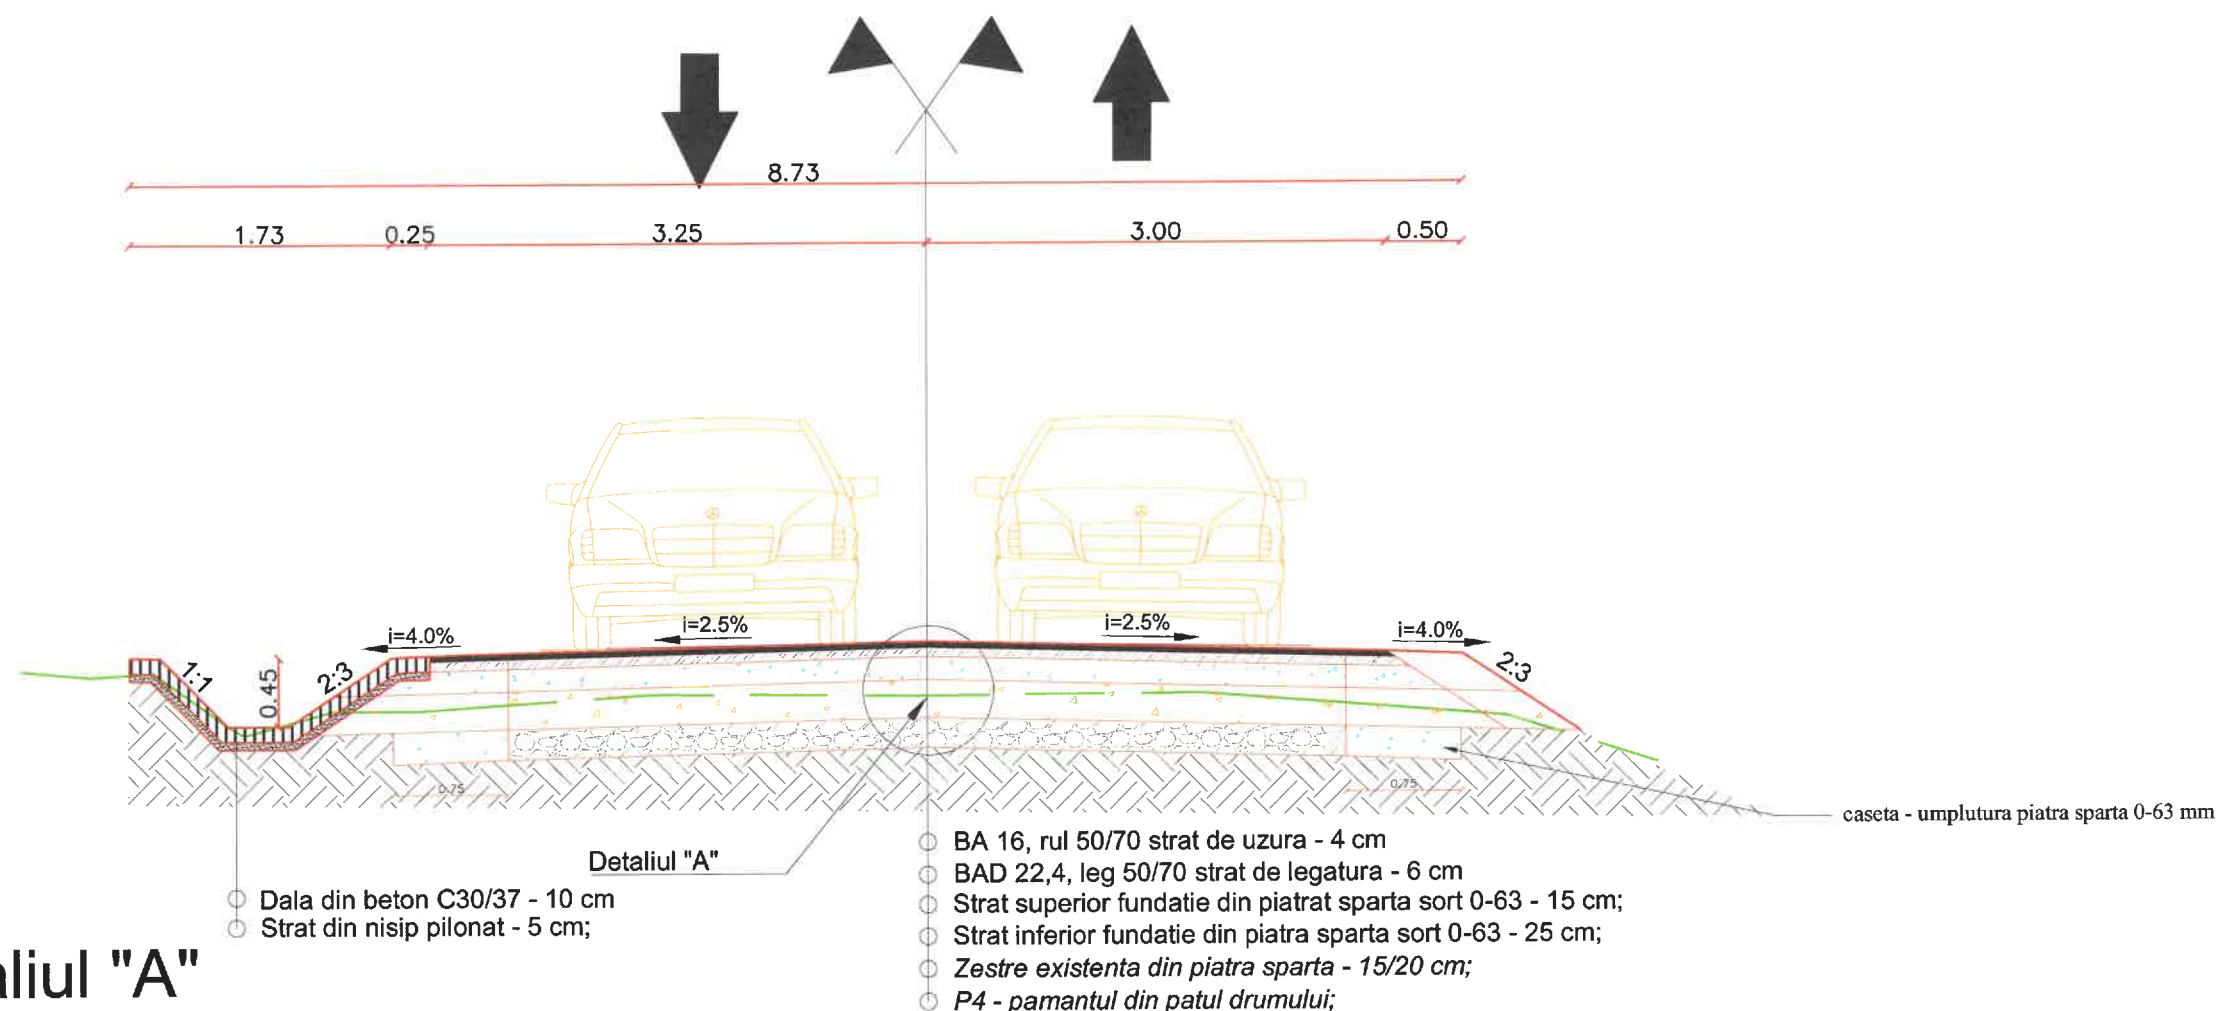 8.73
1.73 0.25 3.25 3.00 0.50
i=4.0% i=2.5% i=2.5% i=4.0%
1:1 0.45 2:3 2:3
0.75 0.75
caseta - umplutura piatra sparta 0-63 mm
Detaliul "A"
BA 16, rul 50/70 strat de uzura - 4 cm
BAD 22,4, leg 50/70 strat de legatura - 6 cm
Strat superior fundatie din piatrat sparta sort 0-63 - 15 cm;
Strat inferior fundatie din piatra sparta sort 0-63 - 25 cm;
Zestre existenta din piatra sparta - 15/20 cm;
P4 - pamantul din patul drumului;
Dala din beton C30/37 - 10 cm
Strat din nisip pilonat - 5 cm;
aliul "A"